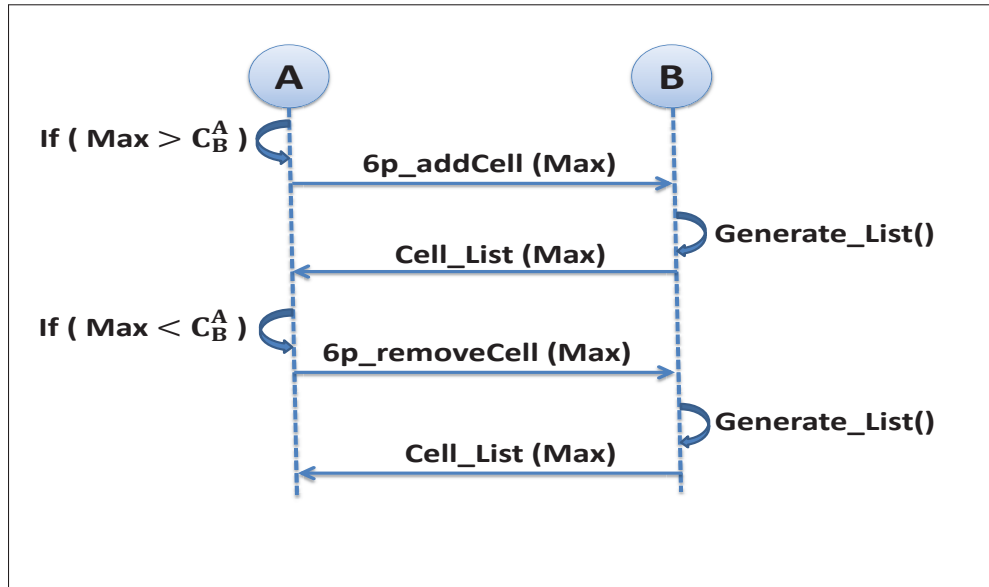 A
B
If ( Max > C_B^A )
6p_addCell (Max)
Generate_List()
Cell_List (Max)
If ( Max < C_B^A )
6p_removeCell (Max)
Generate_List()
Cell_List (Max)